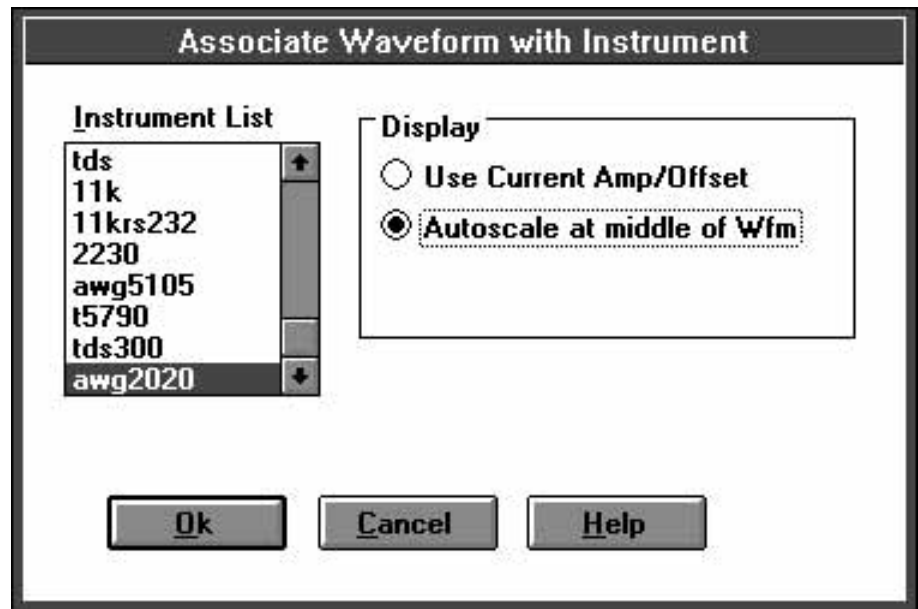 Associate Waveform with Instrument
Instrument List
tds
11k
11krs232
2230
awg5105
t5790
tds300
awg2020
Display
Use Current Amp/Offset
Autoscale at middle of Wfm
Ok
Cancel
Help